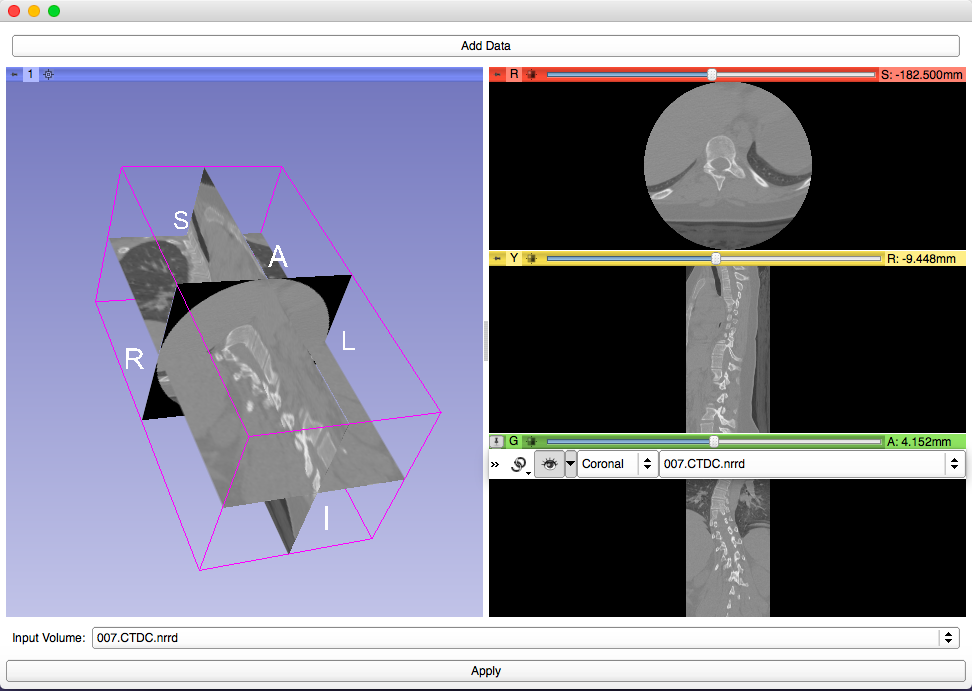 Add Data
1
R S: -182.500mm
S
A
R
L
I
Y R: -9.448mm
G A: 4.152mm
» Coronal 007.CTDC.nrrd
Input Volume: 007.CTDC.nrrd
Apply